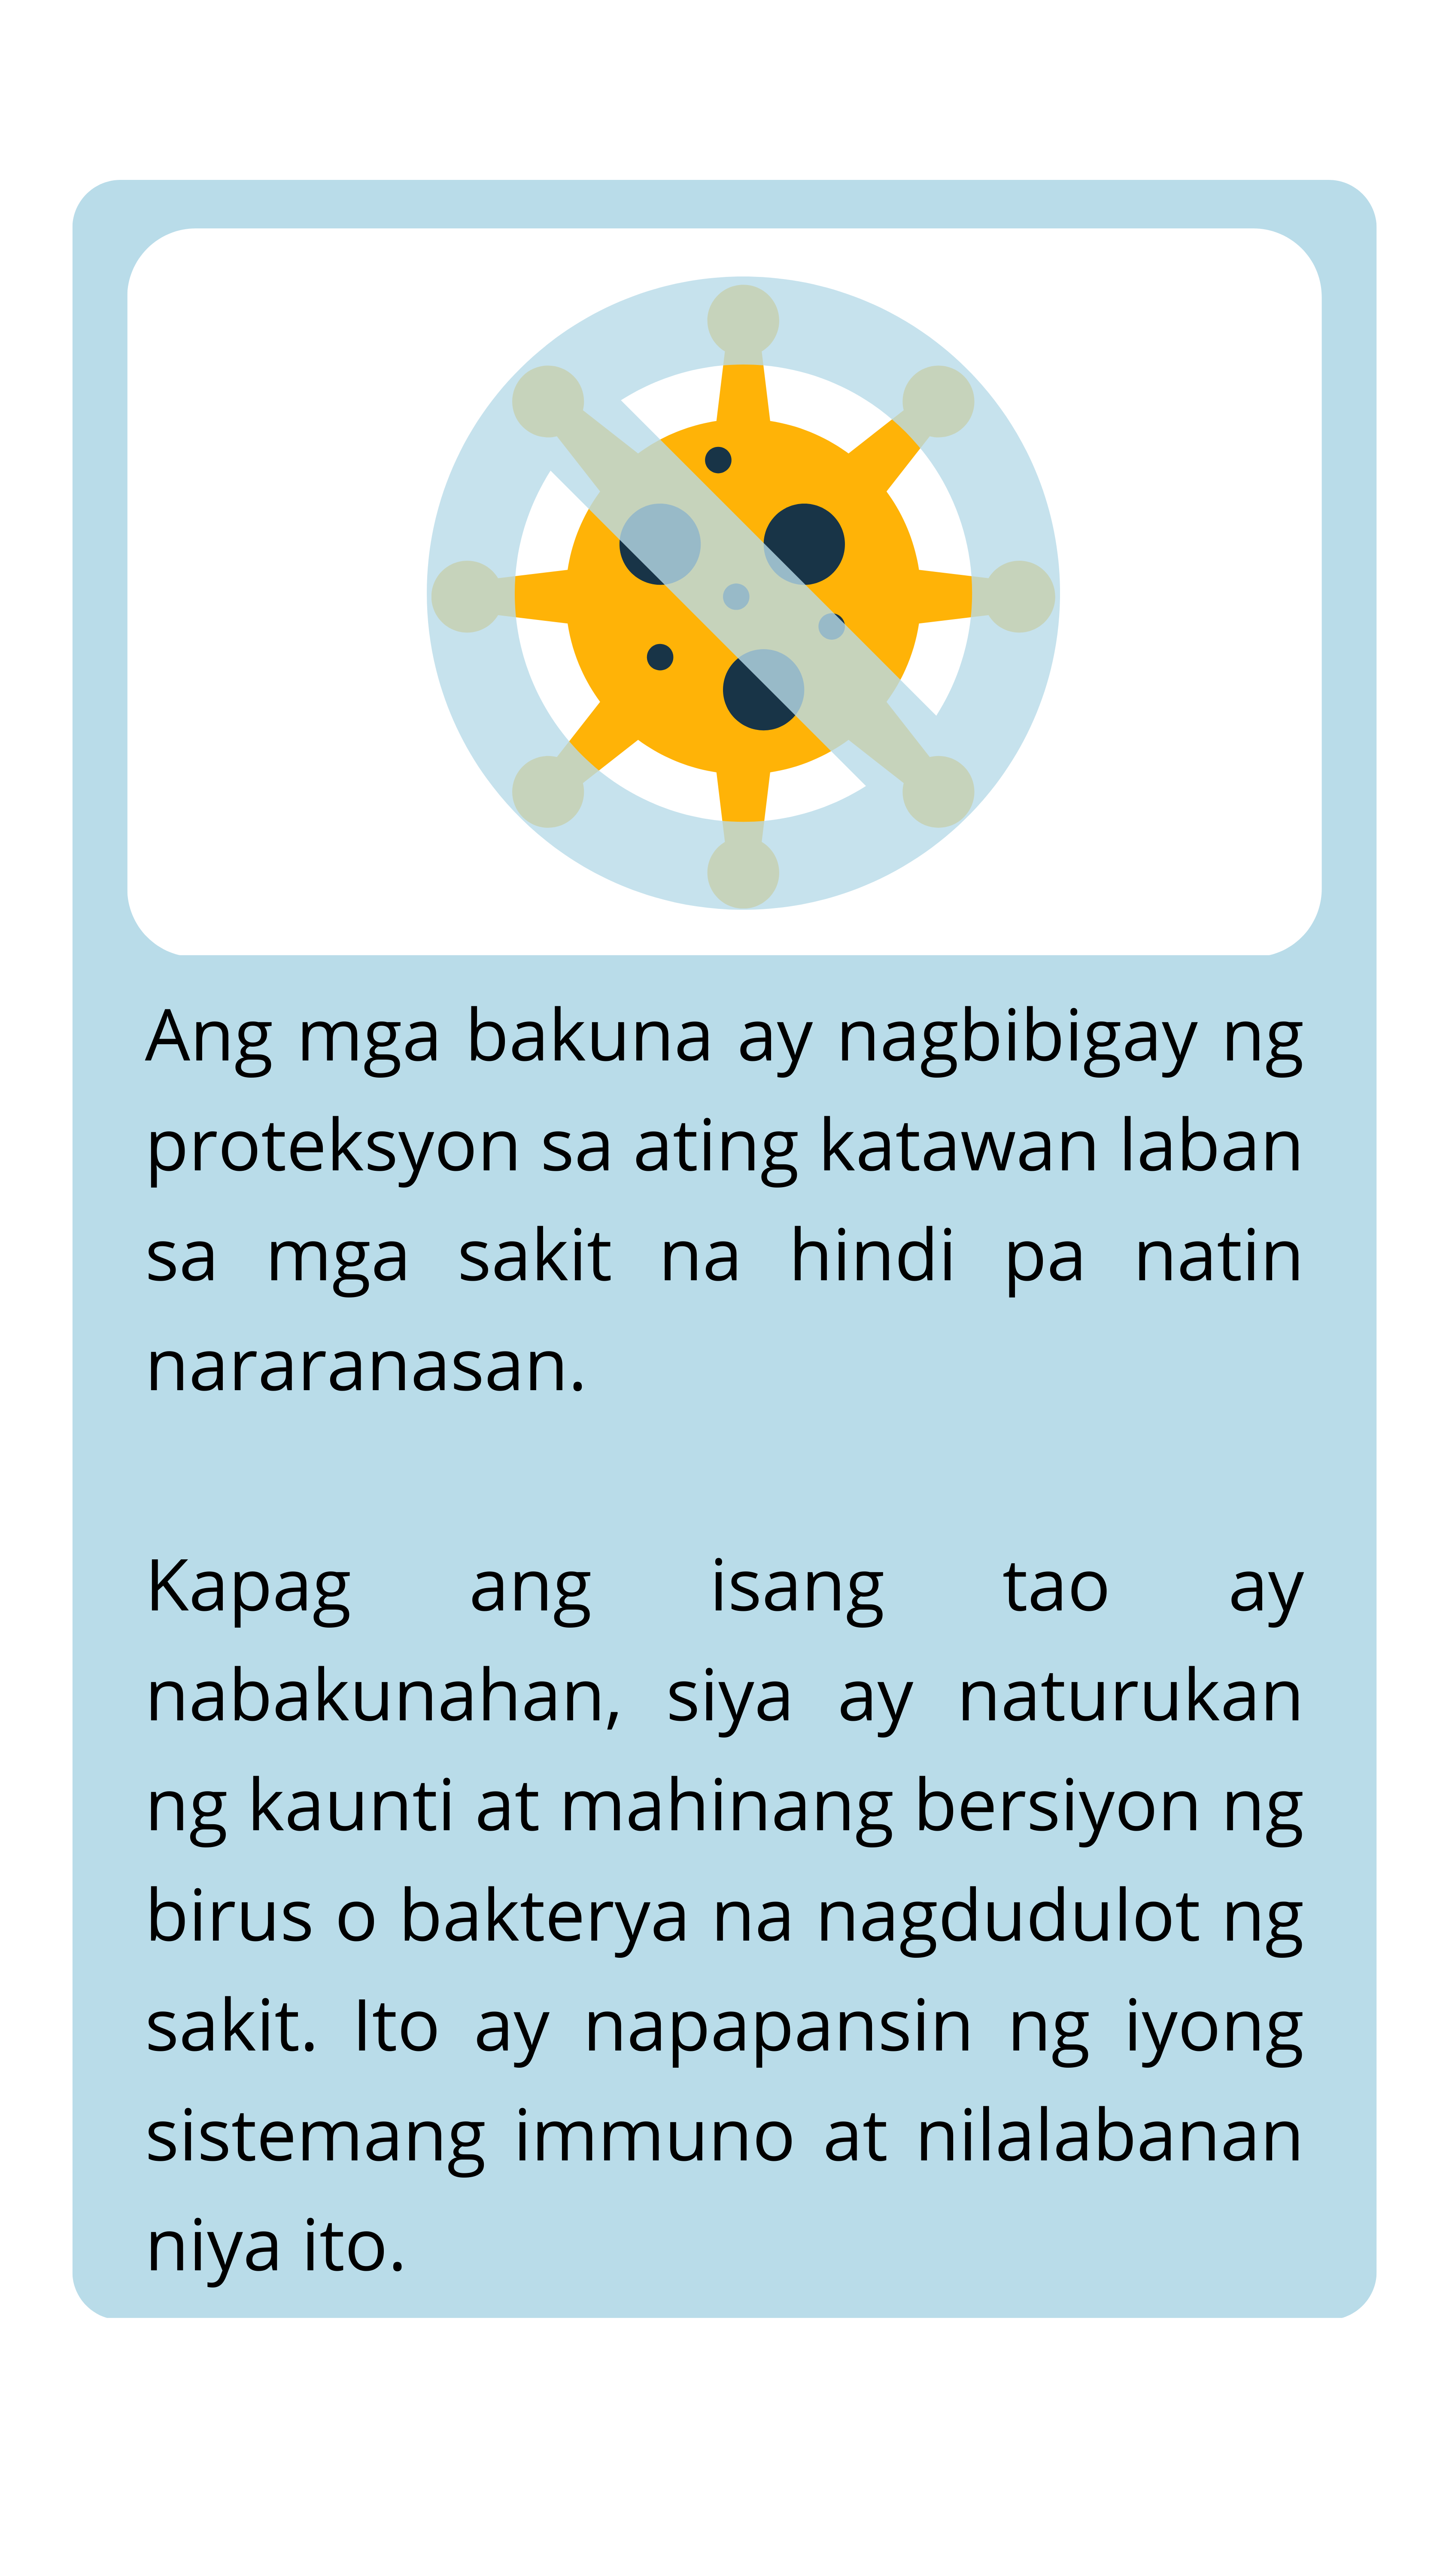 Ang mga bakuna ay nagbibigay ng
proteksyon sa ating katawan laban
sa mga sakit na hindi pa natin
nararanasan.
Kapag ang isang tao ay
nabakunahan, siya ay naturukan
ng kaunti at mahinang bersiyon ng
birus o bakterya na nagdudulot ng
sakit. Ito ay napapansin ng iyong
sistemang immuno at nilalabanan
niya ito.